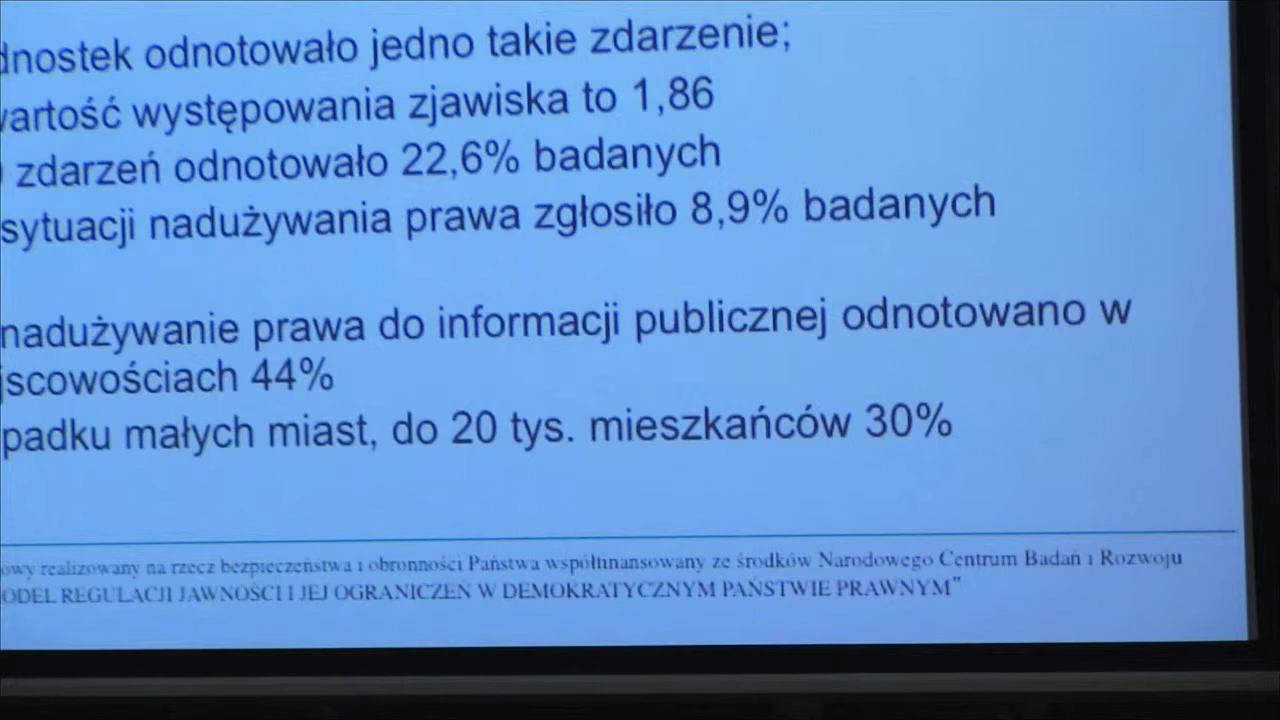 dnostek odnotowało jedno takie zdarzenie;
wartość występowania zjawiska to 1,86
zdarzeń odnotowało 22,6% badanych
sytuacji nadużywania prawa zgłosiło 8,9% badanych
nadużywanie prawa do informacji publicznej odnotowano w
jscowościach 44%
padku małych miast, do 20 tys. mieszkańców 30%
owy realizowany na rzecz bezpieczeństwa i obronności Państwa współfinansowany ze środków Narodowego Centrum Badań i Rozwoju
ODEL REGULACJI JAWNOŚCI I JEJ OGRANICZEŃ W DEMOKRATYCZNYM PAŃSTWIE PRAWNYM”